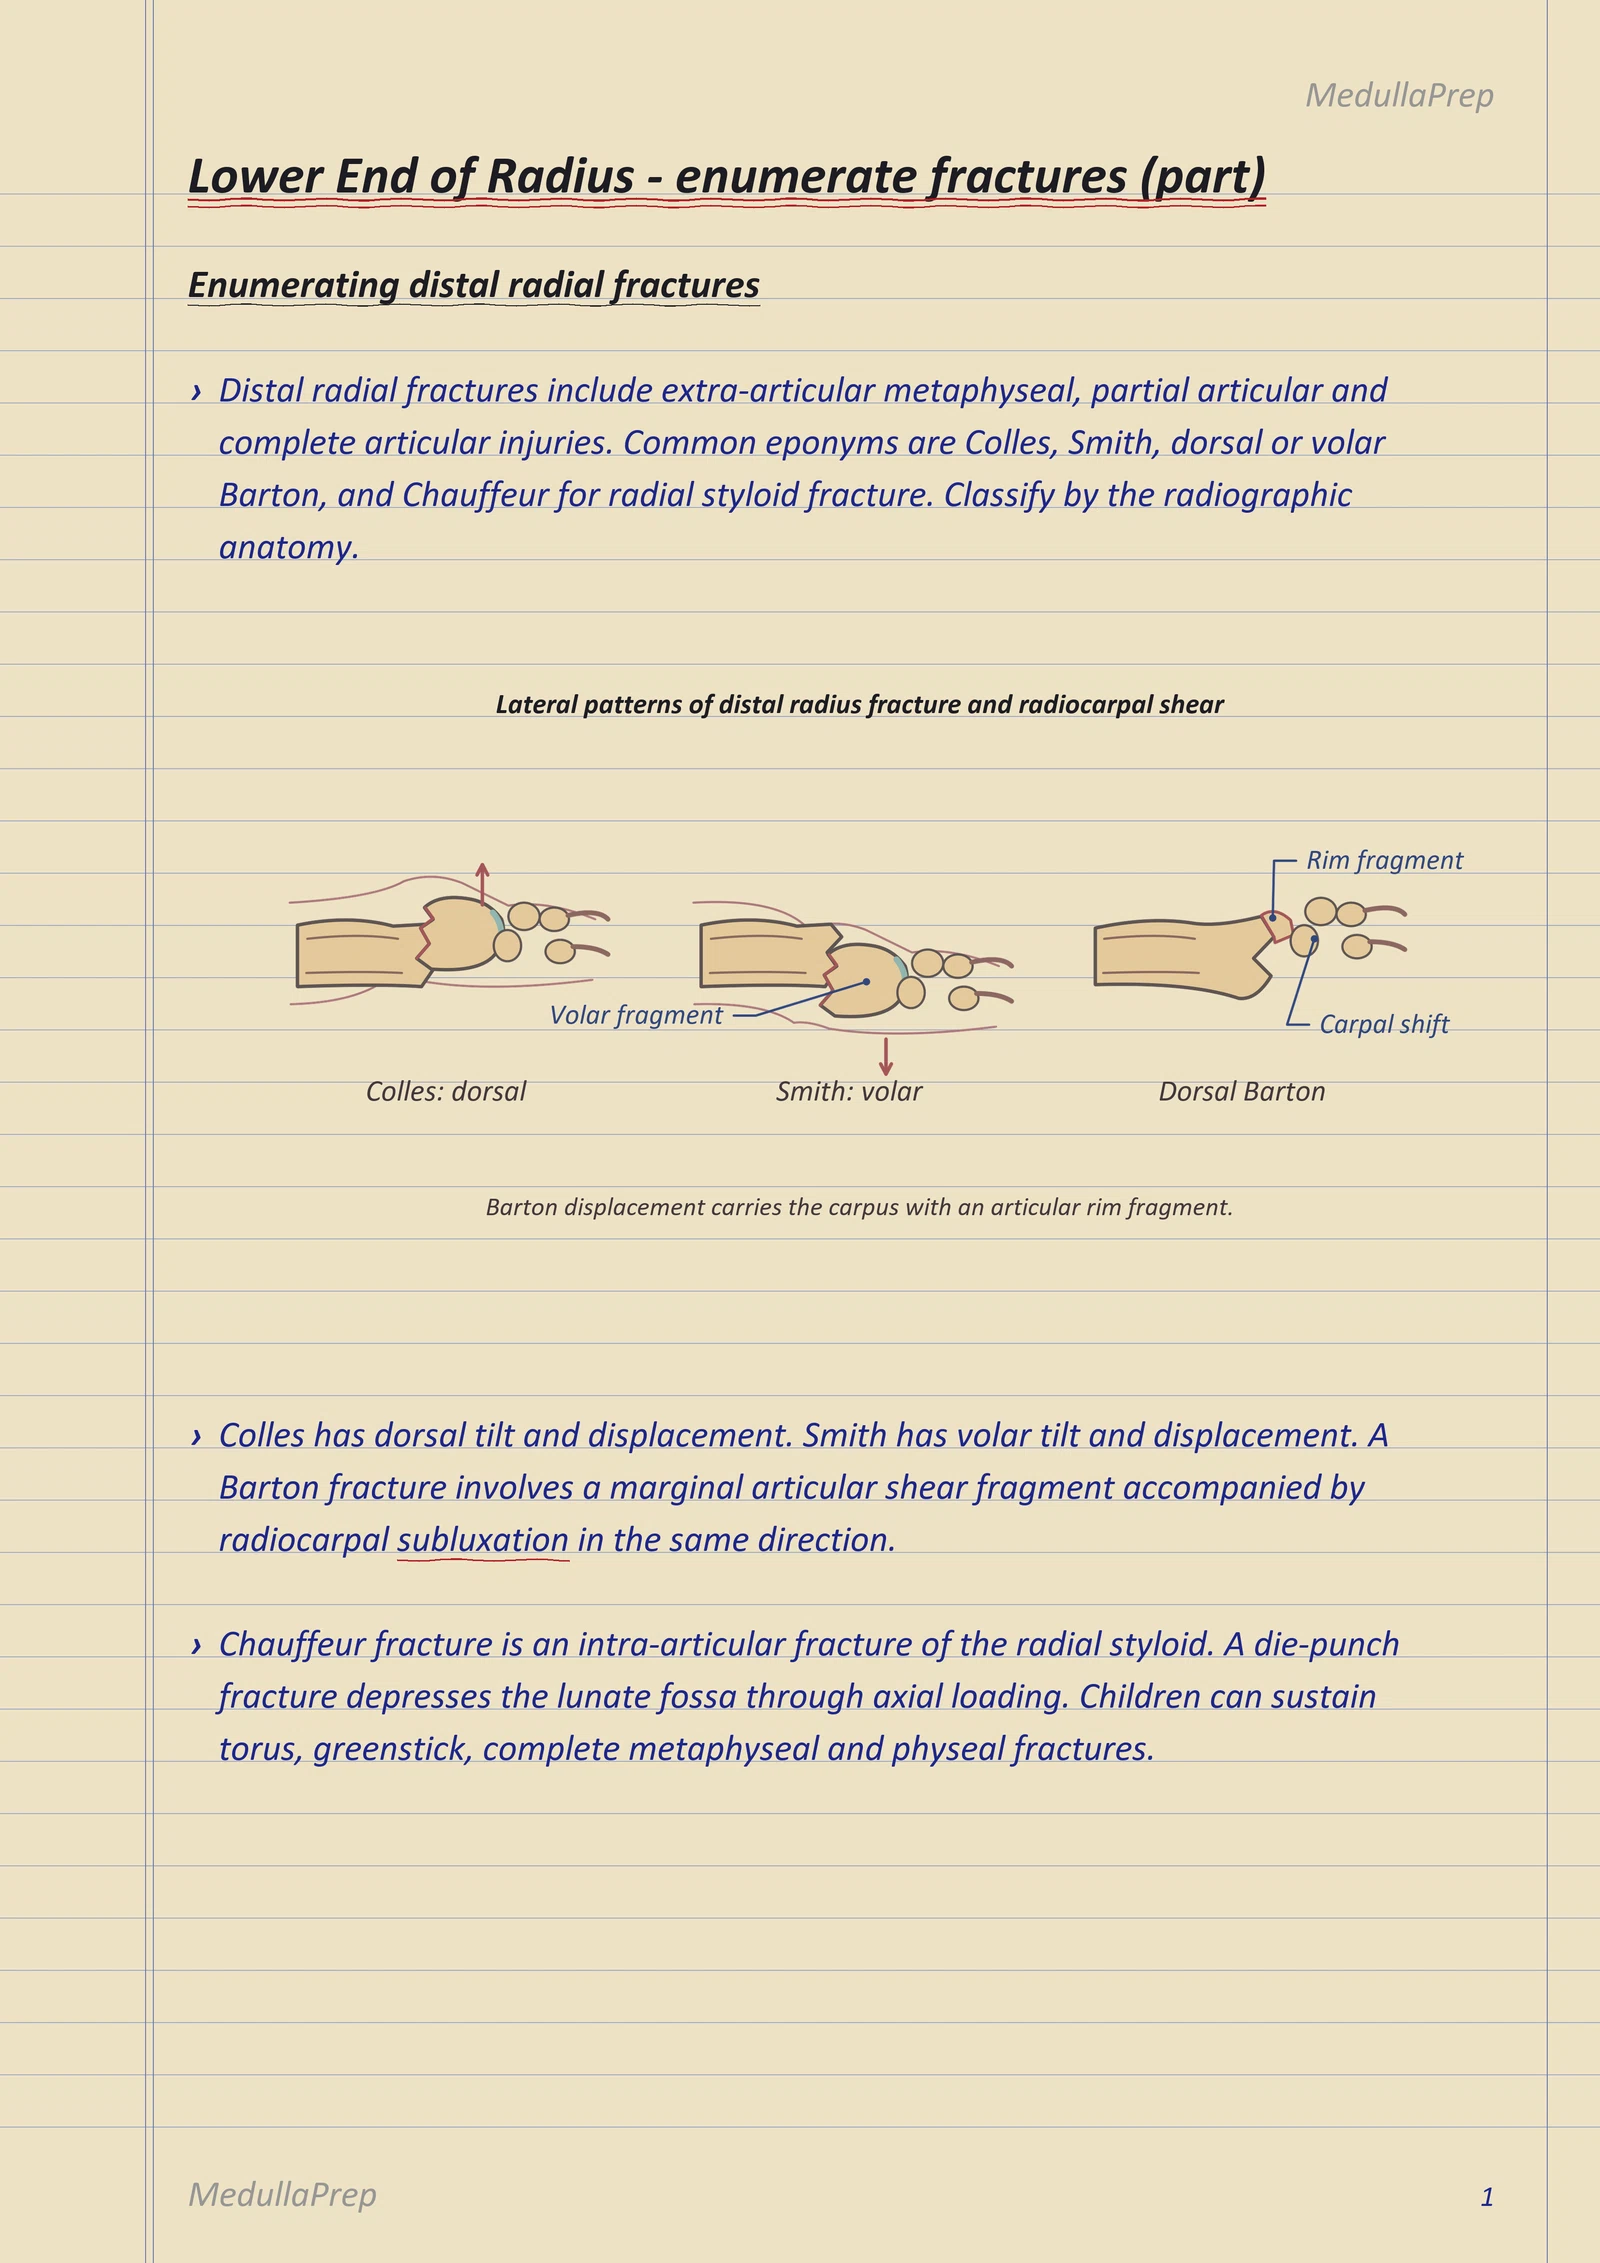 MedullaPrep
Lower End of Radius - enumerate fractures (part)
Enumerating distal radial fractures
› Distal radial fractures include extra-articular metaphyseal, partial articular and
complete articular injuries. Common eponyms are Colles, Smith, dorsal or volar
Barton, and Chauffeur for radial styloid fracture. Classify by the radiographic
anatomy.
Lateral patterns of distal radius fracture and radiocarpal shear
Rim fragment
Volar fragment
Carpal shift
Colles: dorsal
Smith: volar
Dorsal Barton
Barton displacement carries the carpus with an articular rim fragment.
› Colles has dorsal tilt and displacement. Smith has volar tilt and displacement. A
Barton fracture involves a marginal articular shear fragment accompanied by
radiocarpal subluxation in the same direction.
› Chauffeur fracture is an intra-articular fracture of the radial styloid. A die-punch
fracture depresses the lunate fossa through axial loading. Children can sustain
torus, greenstick, complete metaphyseal and physeal fractures.
MedullaPrep
1